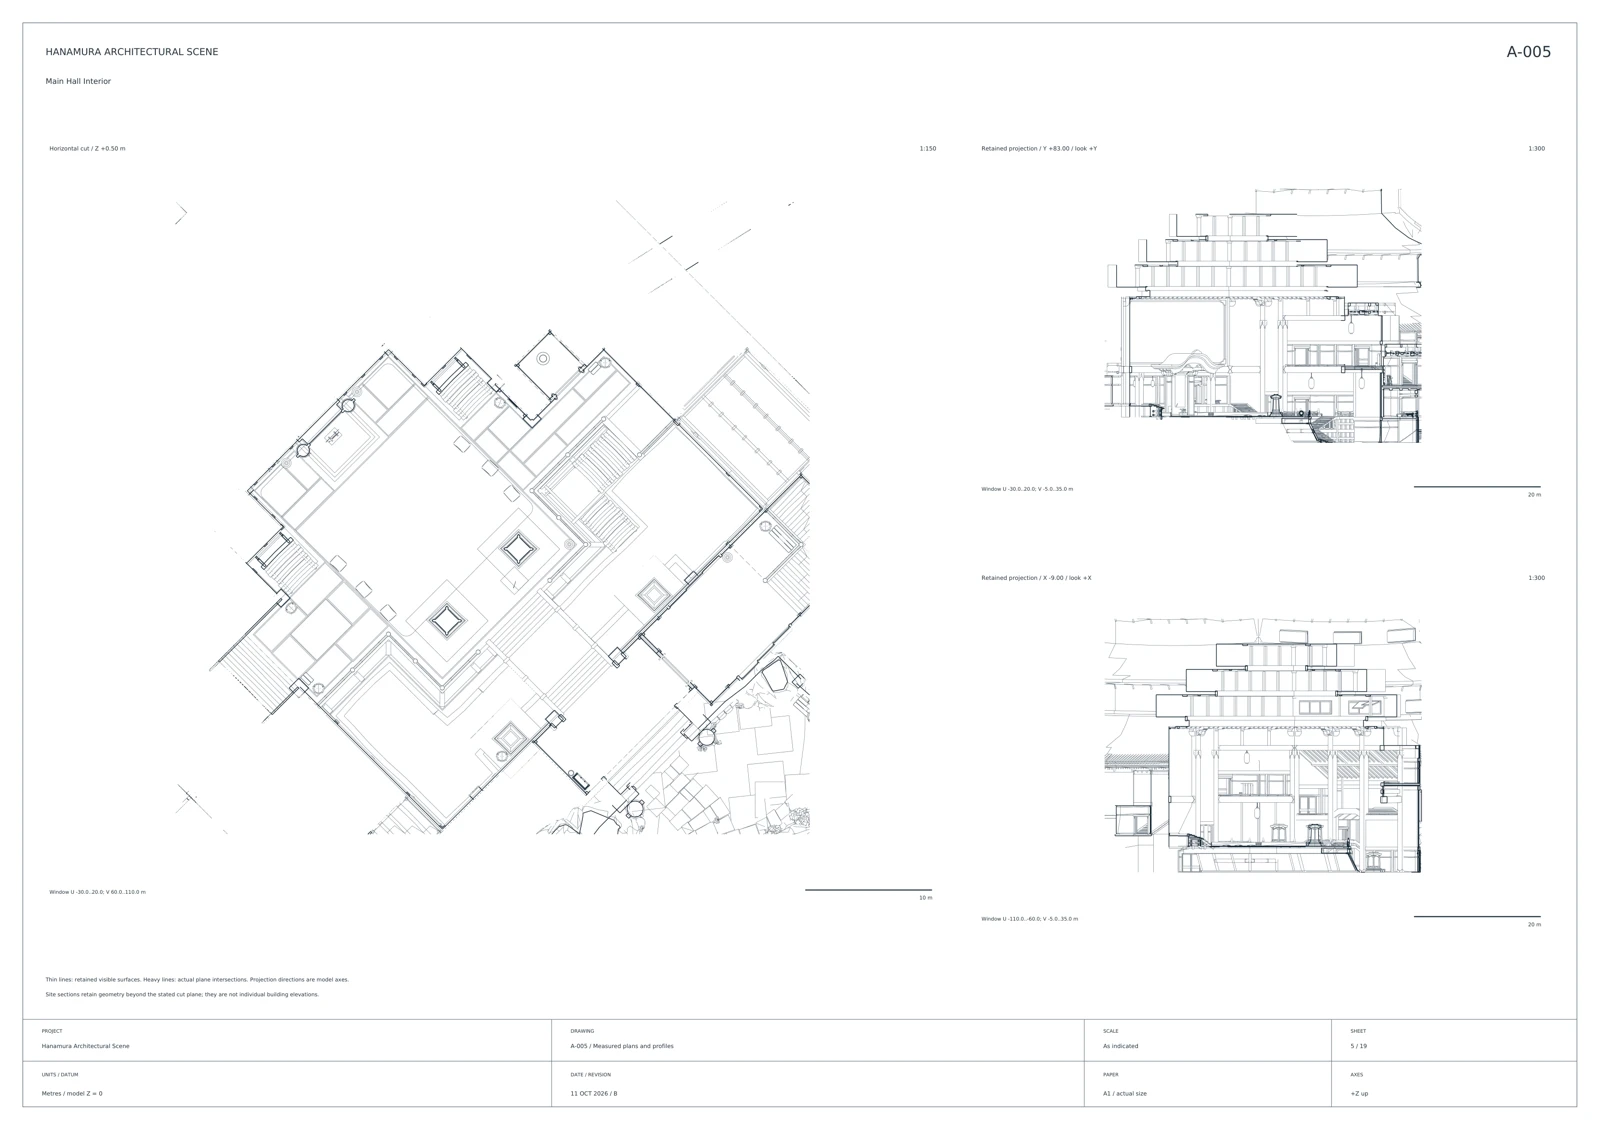 HANAMURA ARCHITECTURAL SCENE
A-005
Main Hall Interior
Horizontal cut / Z +0.50 m
1:150
Retained projection / Y +83.00 / look +Y
1:300
Window U -30.0..20.0; V -5.0..35.0 m
20 m
Retained projection / X -9.00 / look +X
1:300
Window U -30.0..20.0; V 60.0..110.0 m
10 m
Window U -110.0..-60.0; V -5.0..35.0 m
20 m
Thin lines: retained visible surfaces. Heavy lines: actual plane intersections. Projection directions are model axes.
Site sections retain geometry beyond the stated cut plane; they are not individual building elevations.
PROJECT
Hanamura Architectural Scene
DRAWING
A-005 / Measured plans and profiles
SCALE
As indicated
SHEET
5 / 19
UNITS / DATUM
Metres / model Z = 0
DATE / REVISION
11 OCT 2026 / B
PAPER
A1 / actual size
AXES
+Z up